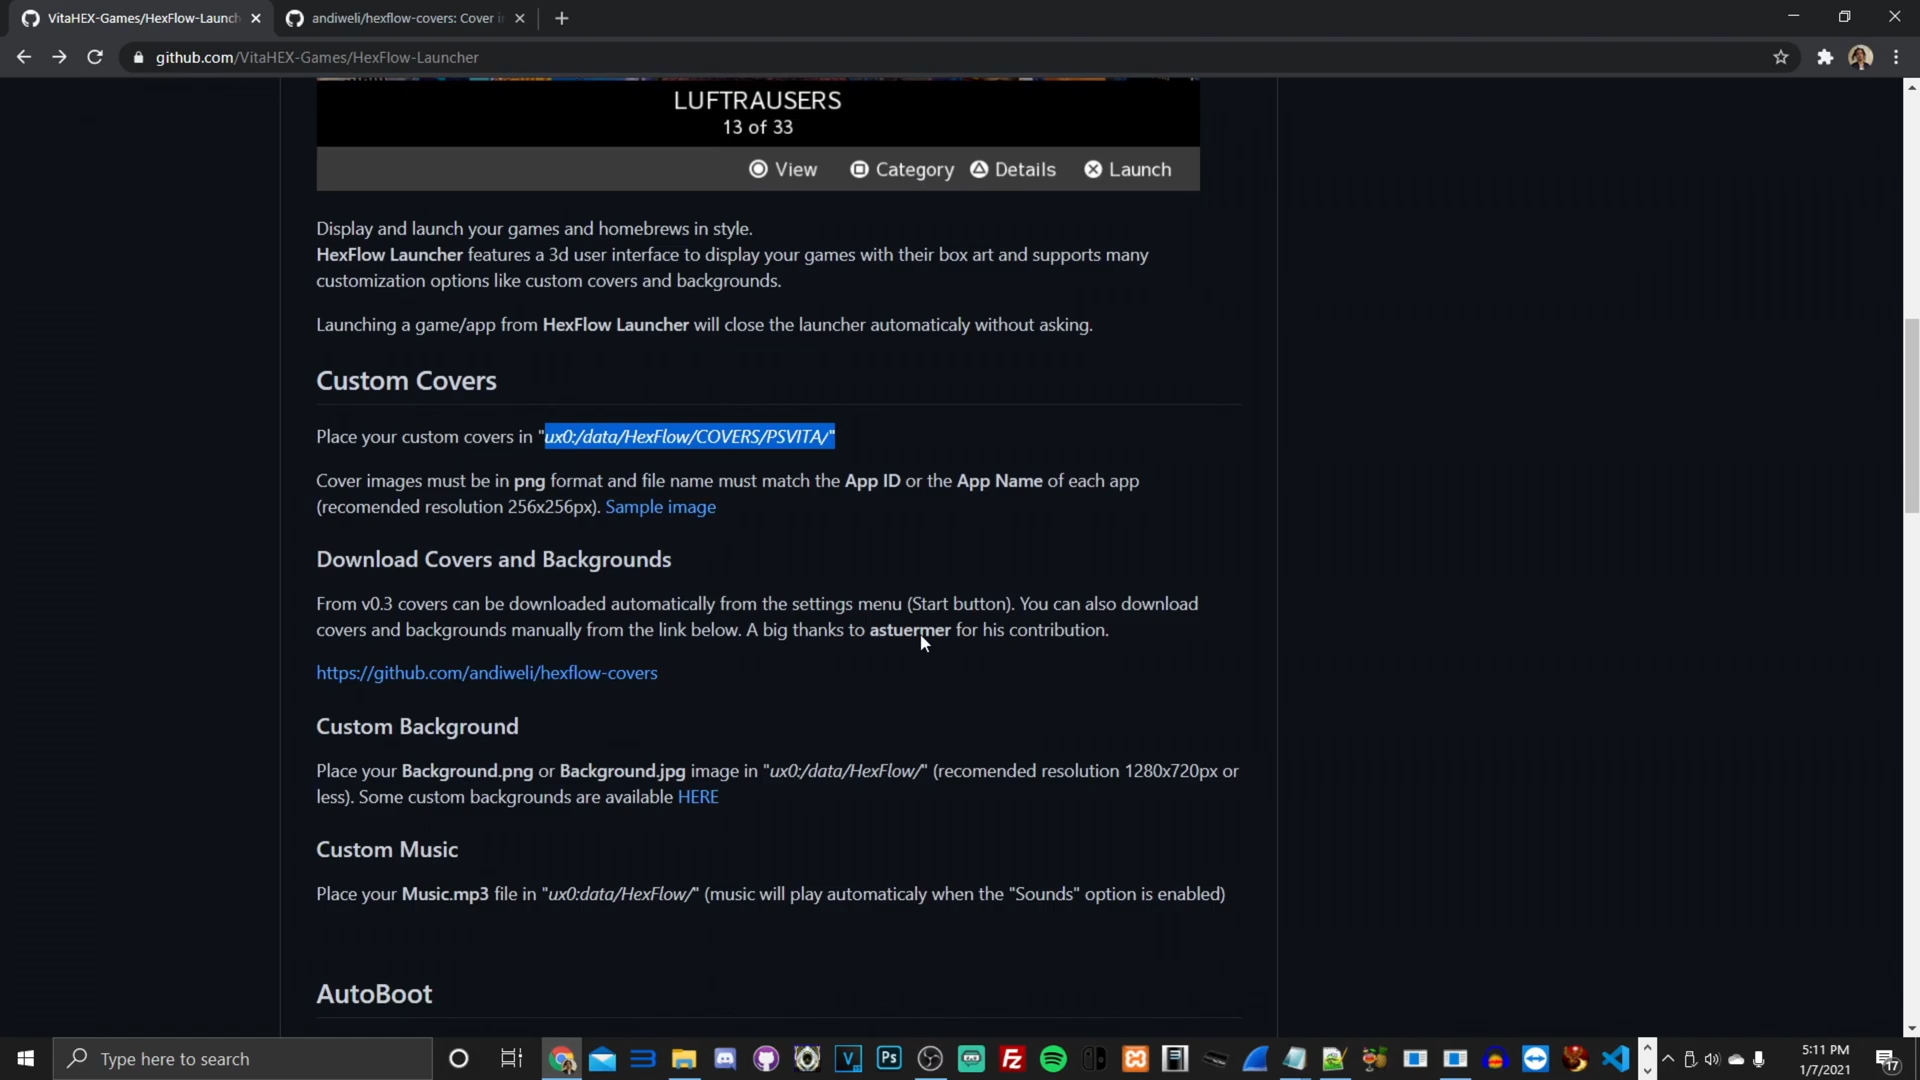 VitaHEX-Games/HexFlow-Launch
andiweli/hexflow-covers: Cover i
github.com/VitaHEX-Games/HexFlow-Launcher
LUFTRAUSERS
13 of 33
View Category Details Launch
Display and launch your games and homebrews in style.
HexFlow Launcher features a 3d user interface to display your games with their box art and supports many
customization options like custom covers and backgrounds.
Launching a game/app from HexFlow Launcher will close the launcher automaticaly without asking.
Custom Covers
Place your custom covers in "ux0:/data/HexFlow/COVERS/PSVITA/"
Cover images must be in png format and file name must match the App ID or the App Name of each app
(recomended resolution 256x256px). Sample image
Download Covers and Backgrounds
From v0.3 covers can be downloaded automatically from the settings menu (Start button). You can also download
covers and backgrounds manually from the link below. A big thanks to astuermer for his contribution.
https://github.com/andiweli/hexflow-covers
Custom Background
Place your Background.png or Background.jpg image in "ux0:/data/HexFlow/" (recomended resolution 1280x720px or
less). Some custom backgrounds are available HERE
Custom Music
Place your Music.mp3 file in "ux0:data/HexFlow/" (music will play automaticaly when the "Sounds" option is enabled)
AutoBoot
Type here to search
5:11 PM
1/7/2021
17